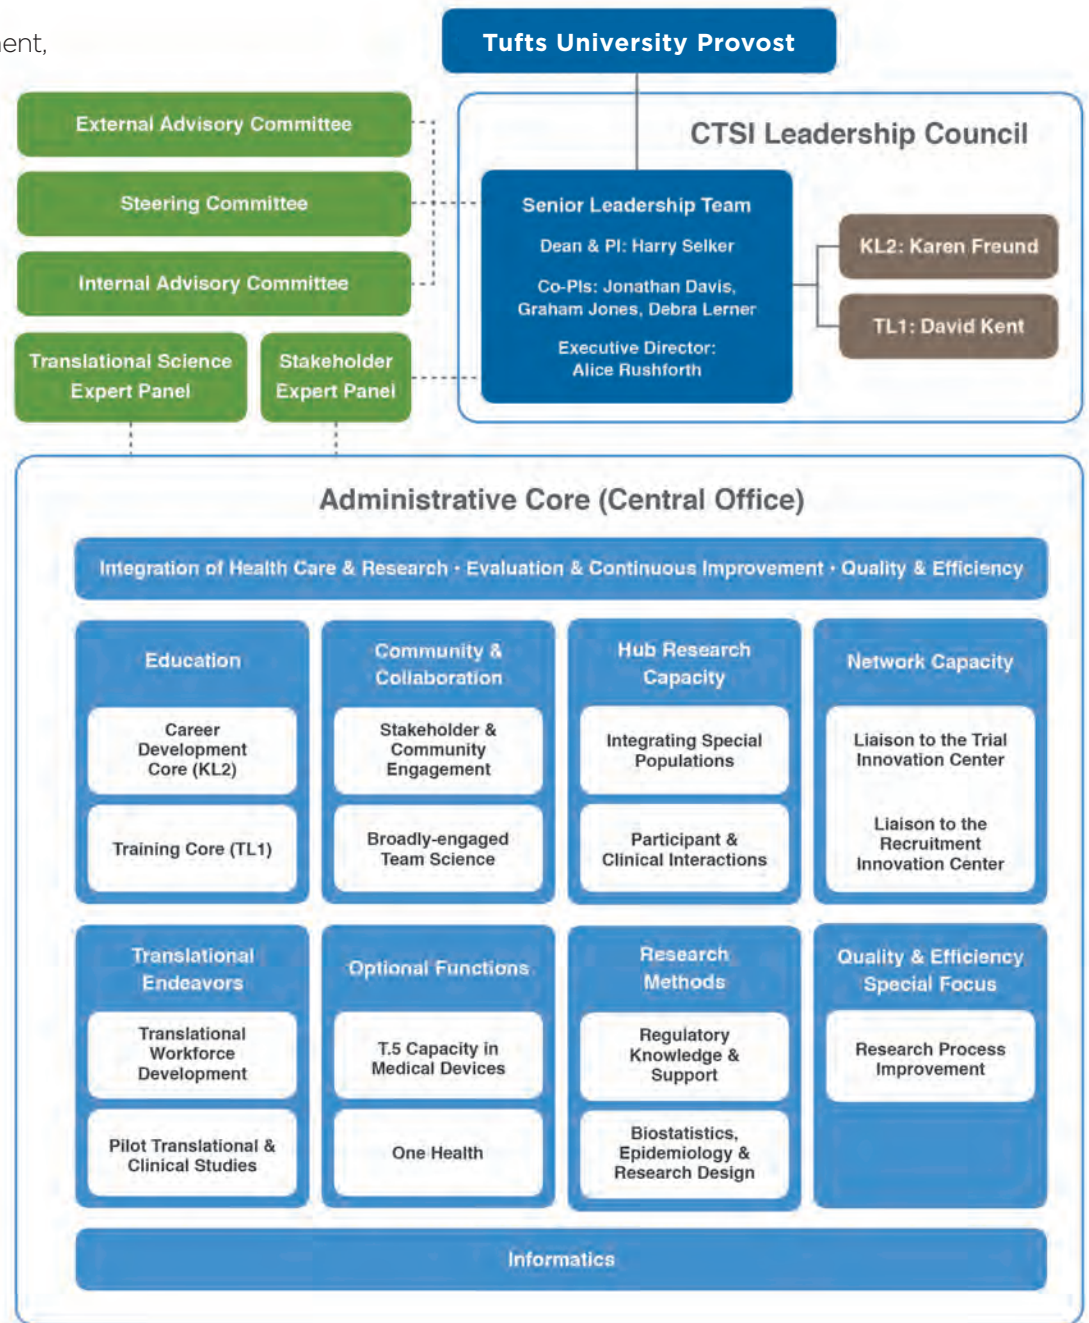 nent,
Tufts University Provost
External Advisory Committee
Steering Committee
Internal Advisory Committee
Translational Science
Expert Panel
Stakeholder
Expert Panel
CTSI Leadership Council
Senior Leadership Team
Dean & PI: Harry Selker
Co-PIs: Jonathan Davis,
Graham Jones, Debra Lerner
Executive Director:
Alice Rushforth
KL2: Karen Freund
TL1: David Kent
Administrative Core (Central Office)
Integration of Health Care & Research · Evaluation & Continuous Improvement · Quality & Efficiency
Education
Career
Development
Core (KL2)
Training Core (TL1)
Community &
Collaboration
Stakeholder &
Community
Engagement
Broadly-engaged
Team Science
Hub Research
Capacity
Integrating Special
Populations
Participant &
Clinical Interactions
Network Capacity
Liaison to the Trial
Innovation Center
Liaison to the
Recruitment
Innovation Center
Translational
Endeavors
Translational
Workforce
Development
Pilot Translational &
Clinical Studies
Optional Functions
T.5 Capacity in
Medical Devices
One Health
Research
Methods
Regulatory
Knowledge &
Support
Biostatistics,
Epidemiology &
Research Design
Quality & Efficiency
Special Focus
Research Process
Improvement
Informatics